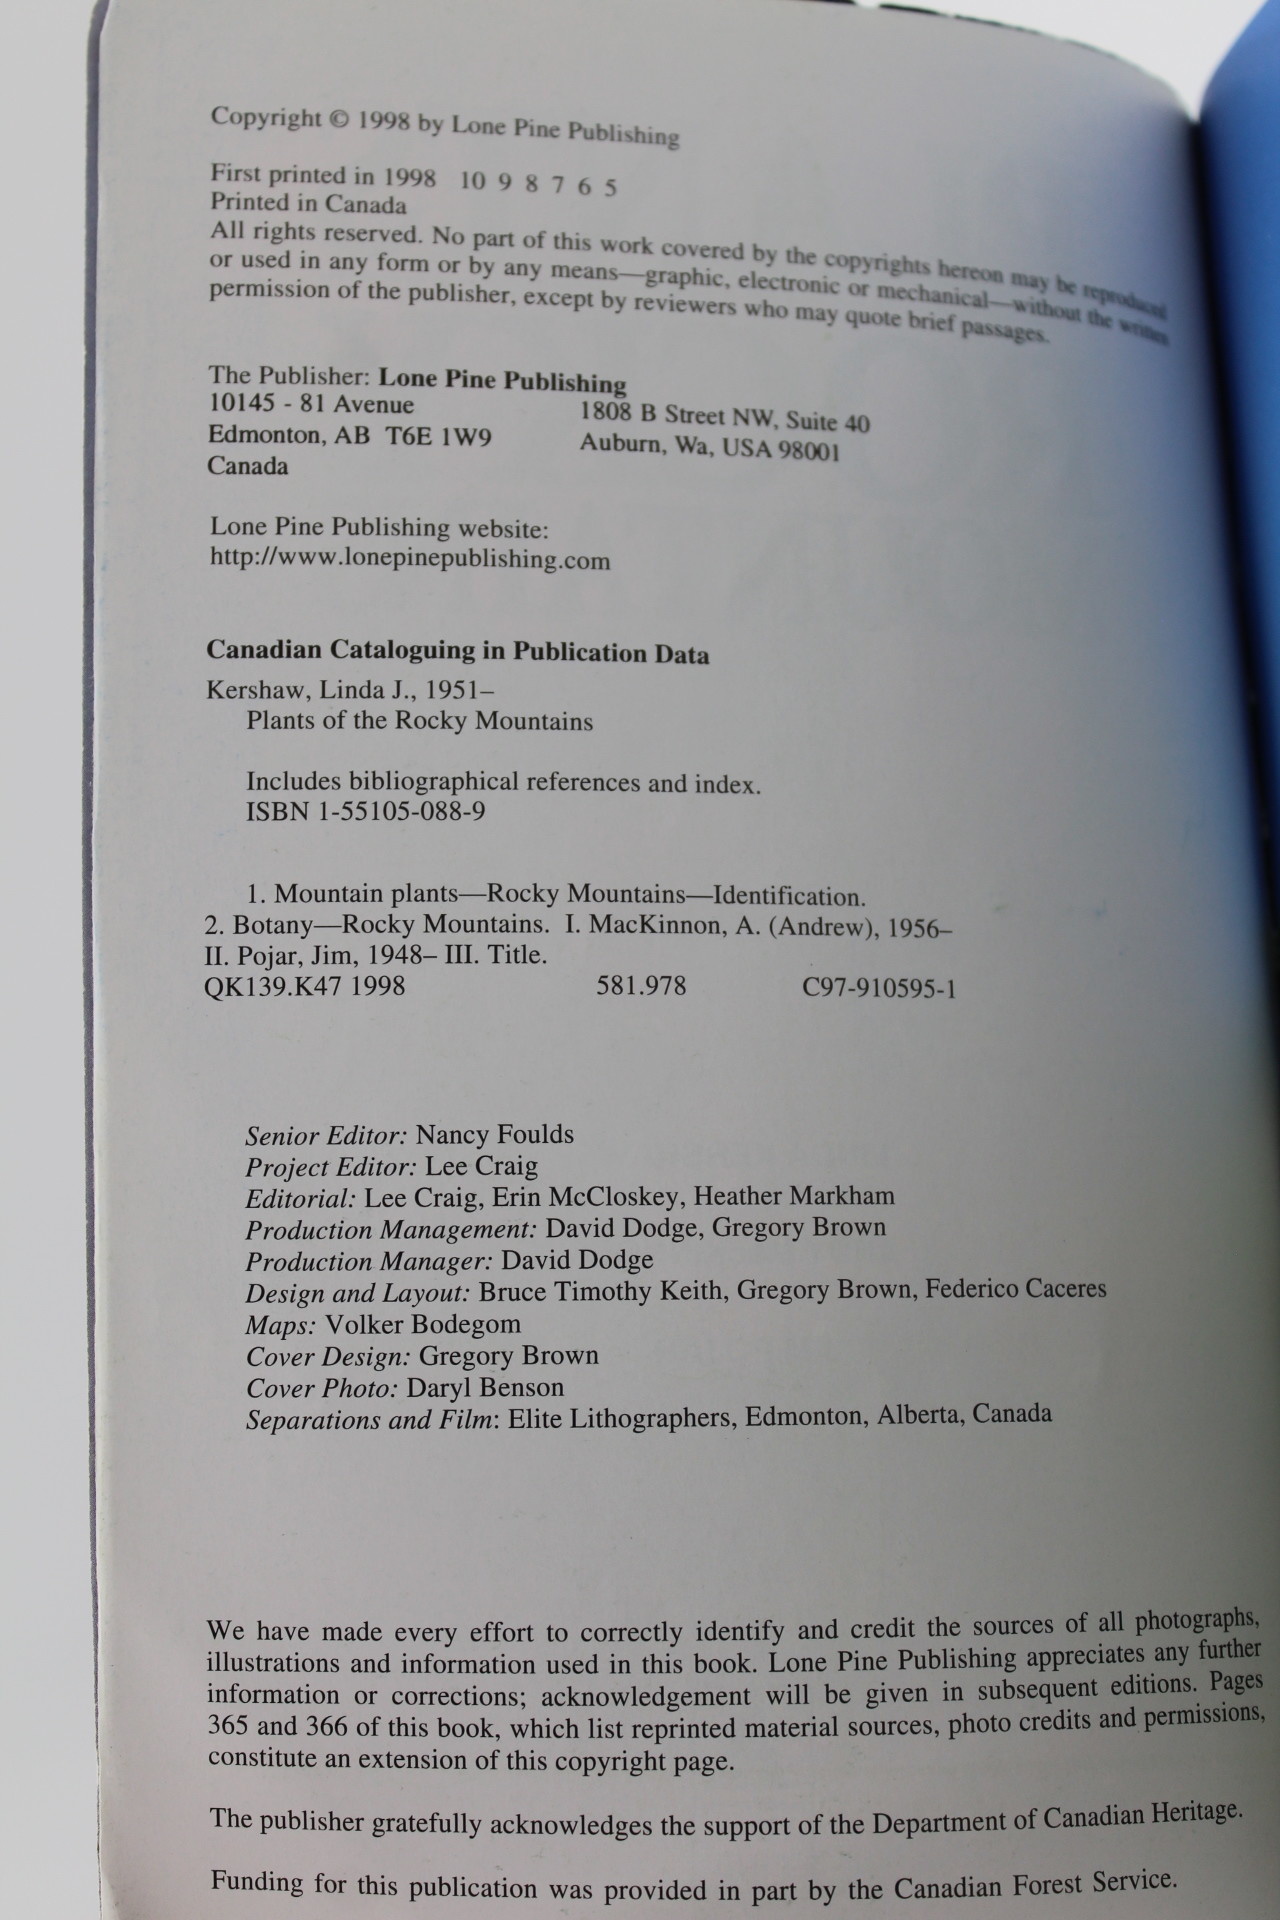 Copyright © 1998 by Lone Pine Publishing
First printed in 1998 10 9 8 7 6 5
Printed in Canada
All rights reserved. No part of this work covered by the copyrights hereon may be reproduced
or used in any form or by any means—graphic, electronic or mechanical—without the written
permission of the publisher, except by reviewers who may quote brief passages.
The Publisher: Lone Pine Publishing
10145 - 81 Avenue
Edmonton, AB T6E 1W9
Canada
1808 B Street NW, Suite 40
Auburn, Wa, USA 98001
Lone Pine Publishing website:
http://www.lonepinepublishing.com
Canadian Cataloguing in Publication Data
Kershaw, Linda J., 1951–
Plants of the Rocky Mountains
Includes bibliographical references and index.
ISBN 1-55105-088-9
1. Mountain plants—Rocky Mountains—Identification.
2. Botany—Rocky Mountains. I. MacKinnon, A. (Andrew), 1956–
II. Pojar, Jim, 1948– III. Title.
QK139.K47 1998 581.978 C97-910595-1
Senior Editor: Nancy Foulds
Project Editor: Lee Craig
Editorial: Lee Craig, Erin McCloskey, Heather Markham
Production Management: David Dodge, Gregory Brown
Production Manager: David Dodge
Design and Layout: Bruce Timothy Keith, Gregory Brown, Federico Caceres
Maps: Volker Bodegom
Cover Design: Gregory Brown
Cover Photo: Daryl Benson
Separations and Film: Elite Lithographers, Edmonton, Alberta, Canada
We have made every effort to correctly identify and credit the sources of all photographs,
illustrations and information used in this book. Lone Pine Publishing appreciates any further
information or corrections; acknowledgement will be given in subsequent editions. Pages
365 and 366 of this book, which list reprinted material sources, photo credits and permissions,
constitute an extension of this copyright page.
The publisher gratefully acknowledges the support of the Department of Canadian Heritage.
Funding for this publication was provided in part by the Canadian Forest Service.